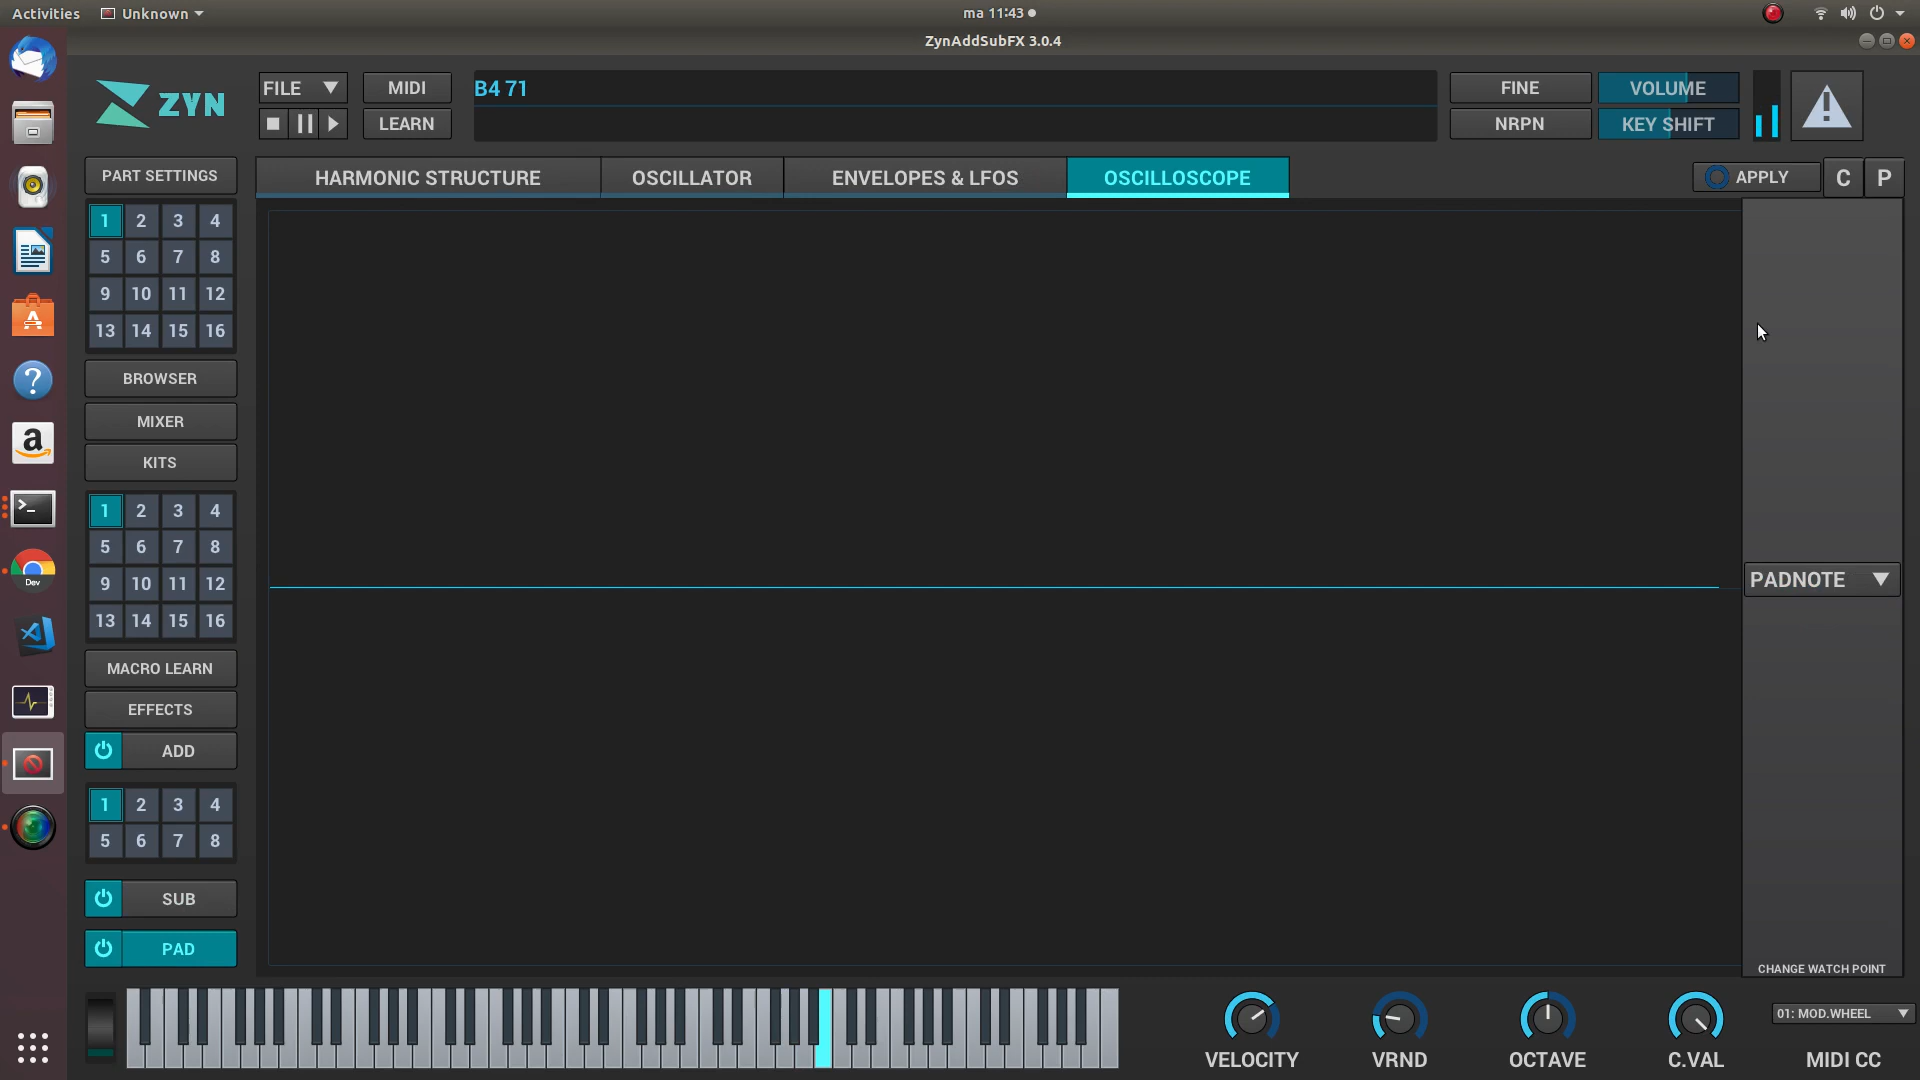 Activities Unknown ma 11:43
ZynAddSubFX 3.0.4
ZYN FILE MIDI B4 71 FINE VOLUME
LEARN NRPN KEY SHIFT
PART SETTINGS HARMONIC STRUCTURE OSCILLATOR ENVELOPES & LFOS OSCILLOSCOPE APPLY C P
1 2 3 4
5 6 7 8
9 10 11 12
13 14 15 16
BROWSER
MIXER
KITS
1 2 3 4
5 6 7 8
9 10 11 12
13 14 15 16
PADNOTE
Dev
MACRO LEARN
EFFECTS
ADD
1 2 3 4
5 6 7 8
SUB
PAD
CHANGE WATCH POINT
01: MOD.WHEEL
VELOCITY VRND OCTAVE C.VAL MIDI CC